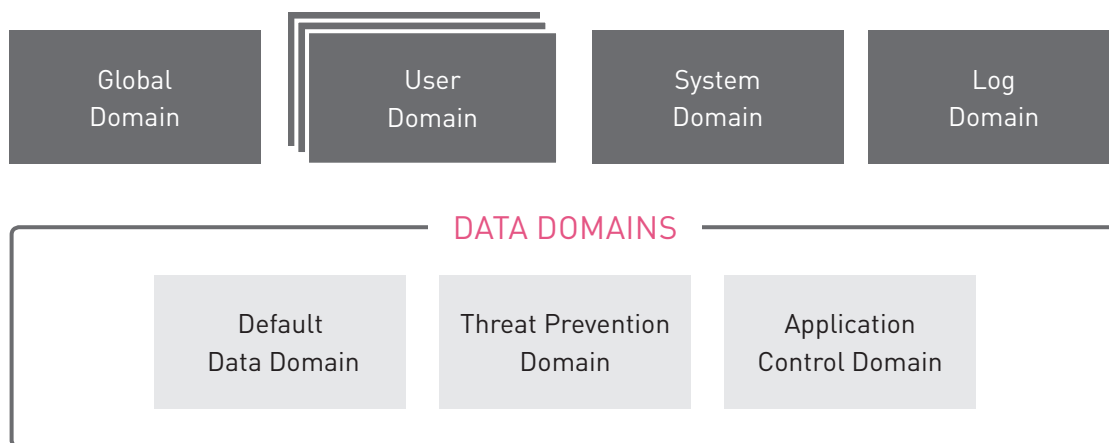 Global
Domain
User
Domain
System
Domain
Log
Domain
DATA DOMAINS
Default
Data Domain
Threat Prevention
Domain
Application
Control Domain